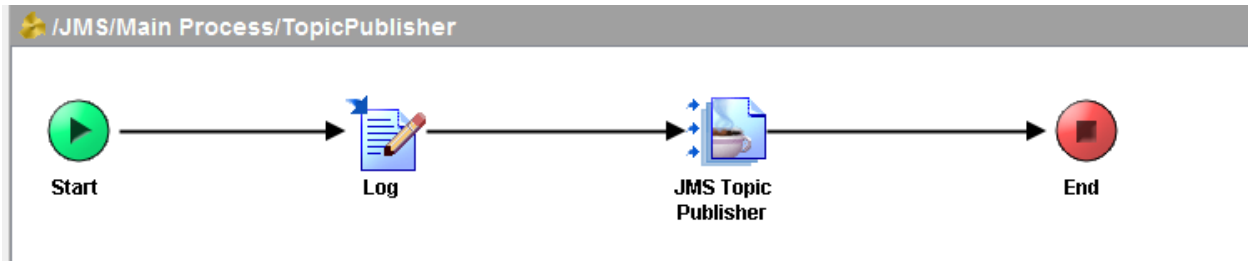 /JMS/Main Process/TopicPublisher
Start
Log
JMS Topic
Publisher
End